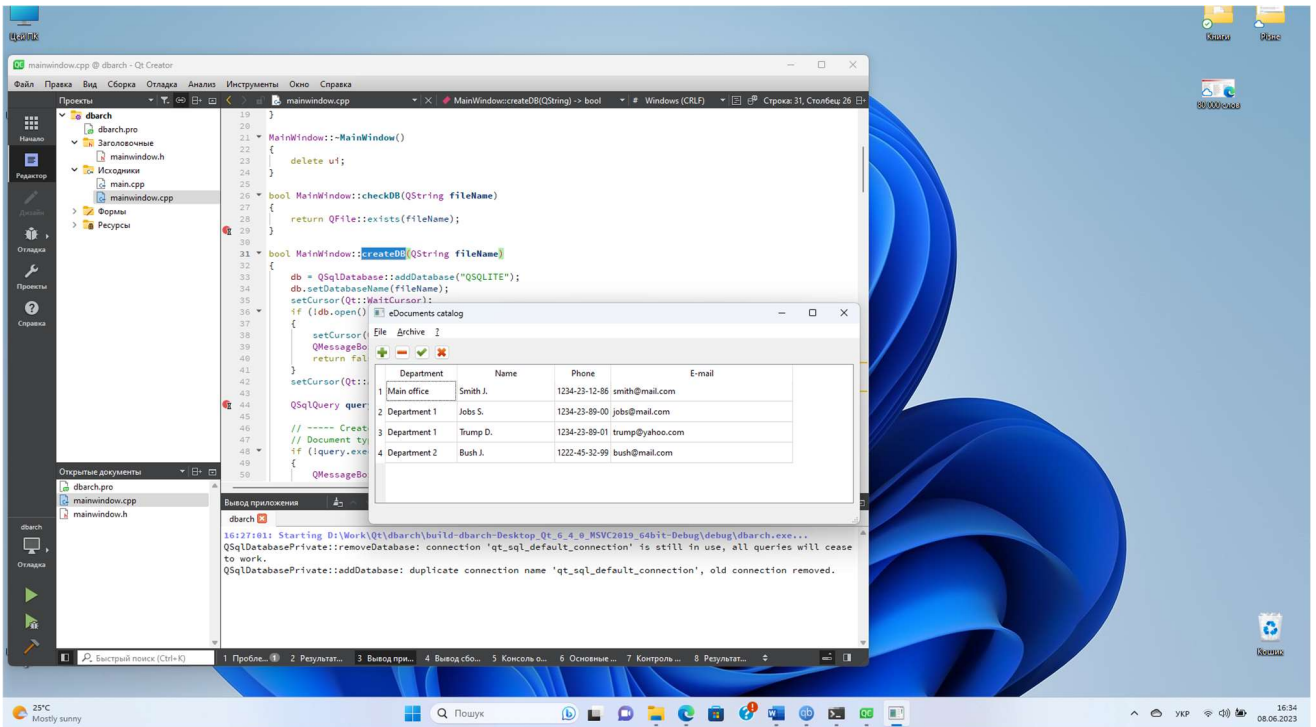 Цей ПК
Книги
Різне
80 000 слов
mainwindow.cpp @ dbarch - Qt Creator
Файл Правка Вид Сборка Отладка Анализ Инструменты Окно Справка
Проекты
mainwindow.cpp
MainWindow::createDB(QString) -> bool
# Windows (CRLF)
Строка: 31, Столбец: 26
Начало
Редактор
Дизайн
Отладка
Проекты
Справка
dbarch
dbarch.pro
Заголовочные
mainwindow.h
Исходники
main.cpp
mainwindow.cpp
Формы
Ресурсы
19 }
20
21 MainWindow::~MainWindow()
22 {
23 delete ui;
24 }
25
26 bool MainWindow::checkDB(QString fileName)
27 {
28 return QFile::exists(fileName);
29 }
30
31 bool MainWindow::createDB(QString fileName)
32 {
33 db = QSqlDatabase::addDatabase("QSQLITE");
34 db.setDatabaseName(fileName);
35 setCursor(Qt::WaitCursor);
36 if (!db.open()
37 {
38 setCursor(
39 QMessageBo
40 return fal
41 }
42 setCursor(Qt::
43
44 QSqlQuery quer
45
46 // ----- Creat
47 // Document typ
48 if (!query.exe
49 {
50 QMessageBo
eDocuments catalog
File Archive ?
Department Name Phone E-mail
1 Main office Smith J. 1234-23-12-86 smith@mail.com
2 Department 1 Jobs S. 1234-23-89-00 jobs@mail.com
3 Department 1 Trump D. 1234-23-89-01 trump@yahoo.com
4 Department 2 Bush J. 1222-45-32-99 bush@mail.com
Открытые документы
dbarch.pro
mainwindow.cpp
mainwindow.h
dbarch
Отладка
Вывод приложения
dbarch
16:27:01: Starting D:\Work\Qt\dbarch\build-dbarch-Desktop_Qt_6_4_0_MSVC2019_64bit-Debug\debug\dbarch.exe...
QSqlDatabasePrivate::removeDatabase: connection 'qt_sql_default_connection' is still in use, all queries will cease
to work.
QSqlDatabasePrivate::addDatabase: duplicate connection name 'qt_sql_default_connection', old connection removed.
Быстрый поиск (Ctrl+K)
1 Пробле... 1 2 Результат... 3 Вывод при... 4 Вывод сбо... 5 Консоль о... 6 Основные ... 7 Контроль ... 8 Результат...
Кошик
25°C
Mostly sunny
Пошук
УКР
16:34
08.06.2023